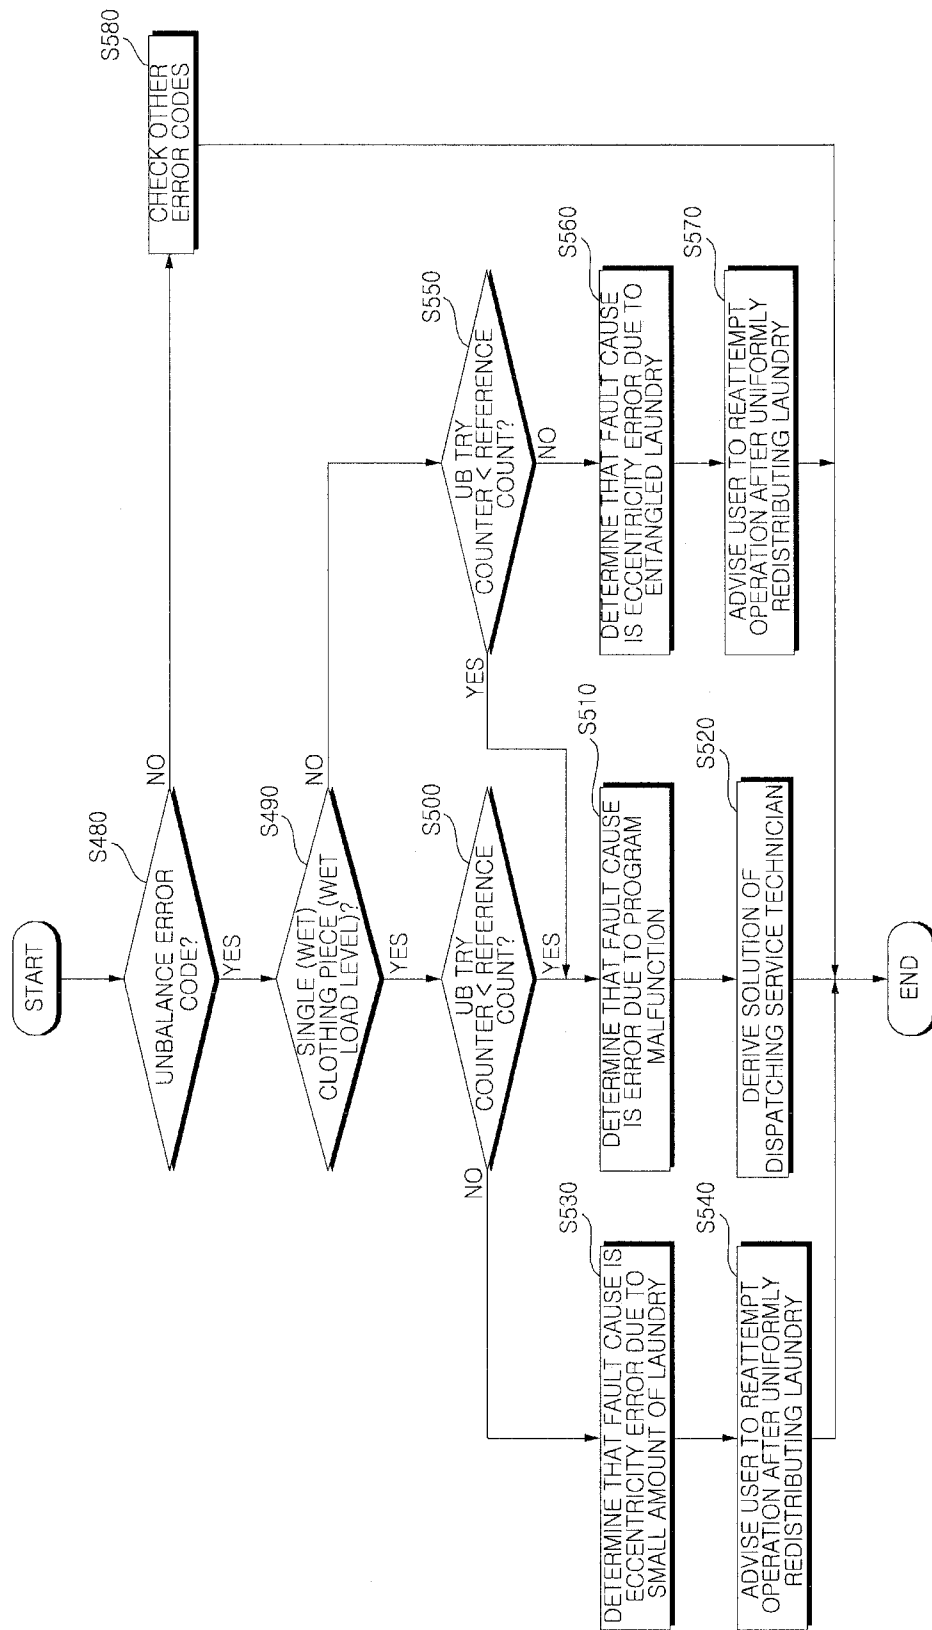 START
S480
UNBALANCE ERROR
CODE?
NO
YES
S580
CHECK OTHER
ERROR CODES
S490
SINGLE (WET)
CLOTHING PIECE (WET
LOAD LEVEL)?
NO
YES
S500
UB TRY
COUNTER < REFERENCE
COUNT?
NO
YES
S550
UB TRY
COUNTER < REFERENCE
COUNT?
YES
NO
S530
DETERMINE THAT FAULT CAUSE IS
ECCENTRICITY ERROR DUE TO
SMALL AMOUNT OF LAUNDRY
S510
DETERMINE THAT FAULT CAUSE
IS ERROR DUE TO PROGRAM
MALFUNCTION
S560
DETERMINE THAT FAULT CAUSE
IS ECCENTRICITY ERROR DUE TO
ENTANGLED LAUNDRY
S540
ADVISE USER TO REATTEMPT
OPERATION AFTER UNIFORMLY
REDISTRIBUTING LAUNDRY
S520
DERIVE SOLUTION OF
DISPATCHING SERVICE TECHNICIAN
S570
ADVISE USER TO REATTEMPT
OPERATION AFTER UNIFORMLY
REDISTRIBUTING LAUNDRY
END